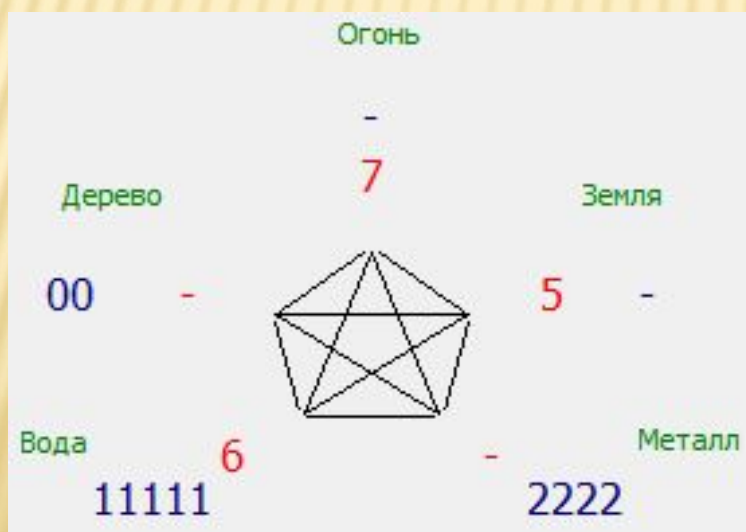 Огонь
-
7
Дерево
Земля
00 - 5 -
Вода 6 - Металл
11111 2222